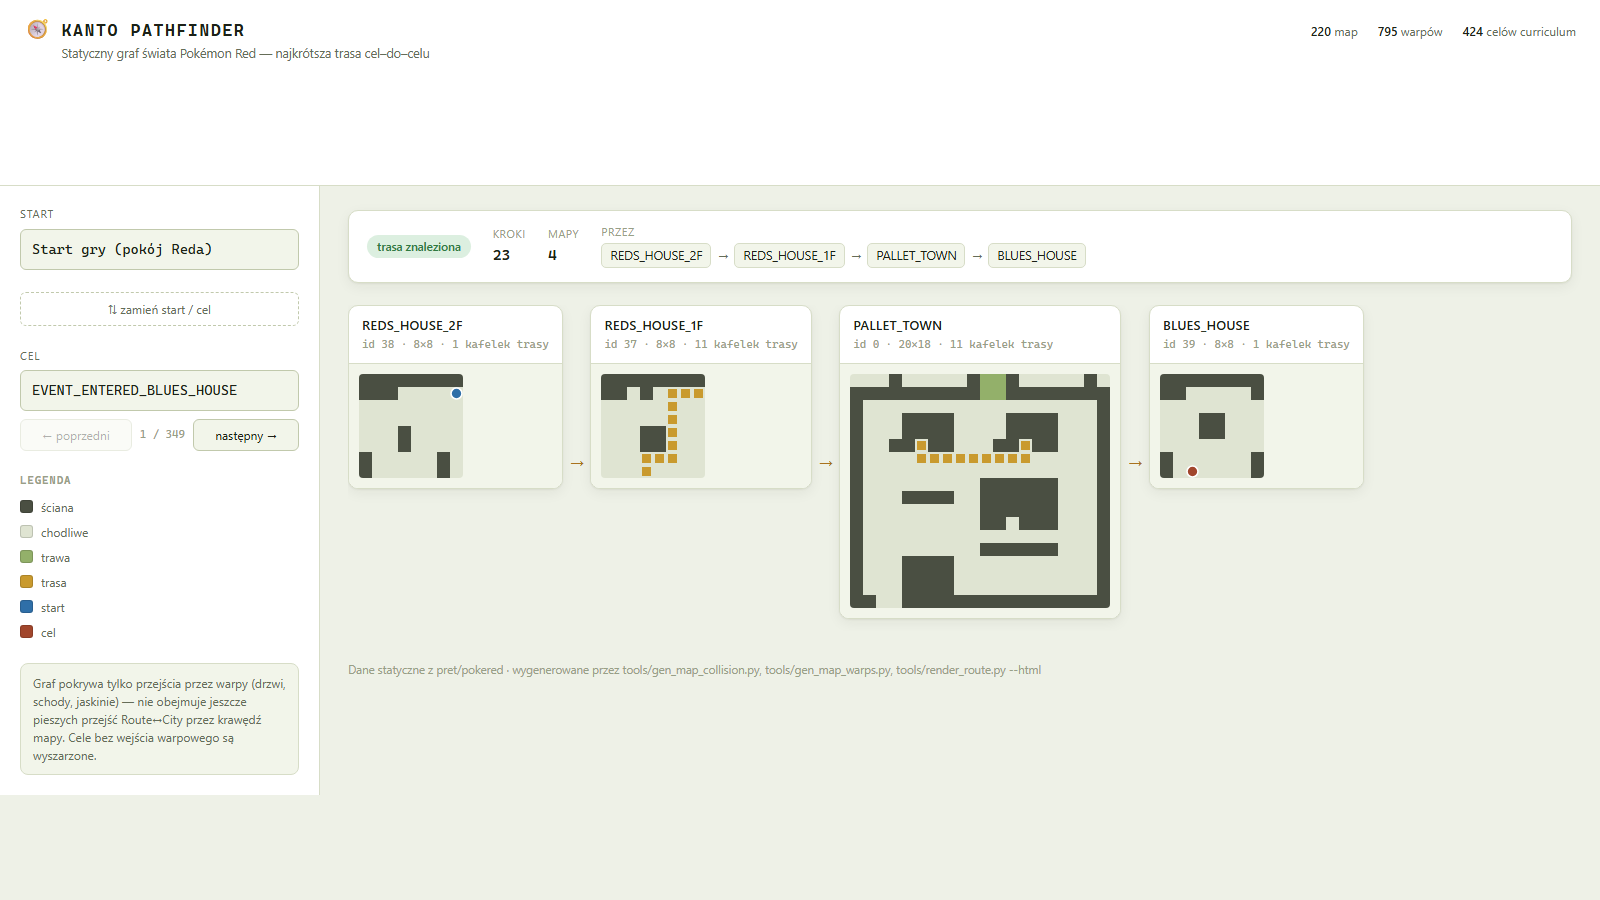 KANTO PATHFINDER
Statyczny graf świata Pokémon Red — najkrótsza trasa cel–do–celu
220 map 795 warpów 424 celów curriculum
START
Start gry (pokój Reda)
⇅ zamień start / cel
CEL
EVENT_ENTERED_BLUES_HOUSE
← poprzedni 1 / 349 następny →
LEGENDA
ściana
chodliwe
trawa
trasa
start
cel
Graf pokrywa tylko przejścia przez warpy (drzwi,
schody, jaskinie) — nie obejmuje jeszcze
pieszych przejść Route↔City przez krawędź
mapy. Cele bez wejścia warpowego są
wyszarzone.
trasa znaleziona
KROKI
23
MAPY
4
PRZEZ
REDS_HOUSE_2F → REDS_HOUSE_1F → PALLET_TOWN → BLUES_HOUSE
REDS_HOUSE_2F
id 38 · 8×8 · 1 kafelek trasy
→
REDS_HOUSE_1F
id 37 · 8×8 · 11 kafelek trasy
→
PALLET_TOWN
id 0 · 20×18 · 11 kafelek trasy
→
BLUES_HOUSE
id 39 · 8×8 · 1 kafelek trasy
Dane statyczne z pret/pokered · wygenerowane przez tools/gen_map_collision.py, tools/gen_map_warps.py, tools/render_route.py --html